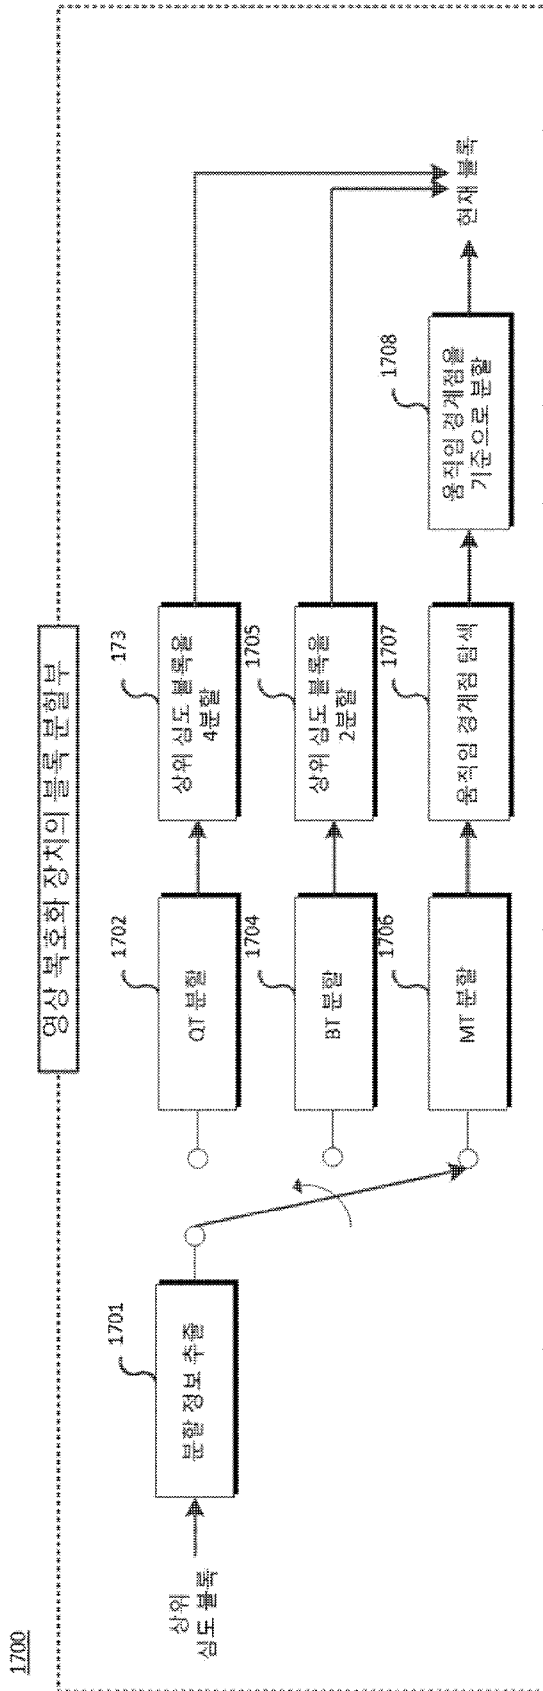 1700
영상 복호화 장치의 블록 분할부
상위
심도 블록
1701
분할 정보 추출
1702
QT 분할
173
상위 심도 블록을
4분할
1704
BT 분할
1705
상위 심도 블록을
2분할
1706
MT 분할
1707
움직임 경계점 탐색
1708
움직임 경계점을
기준으로 분할
현재 블록